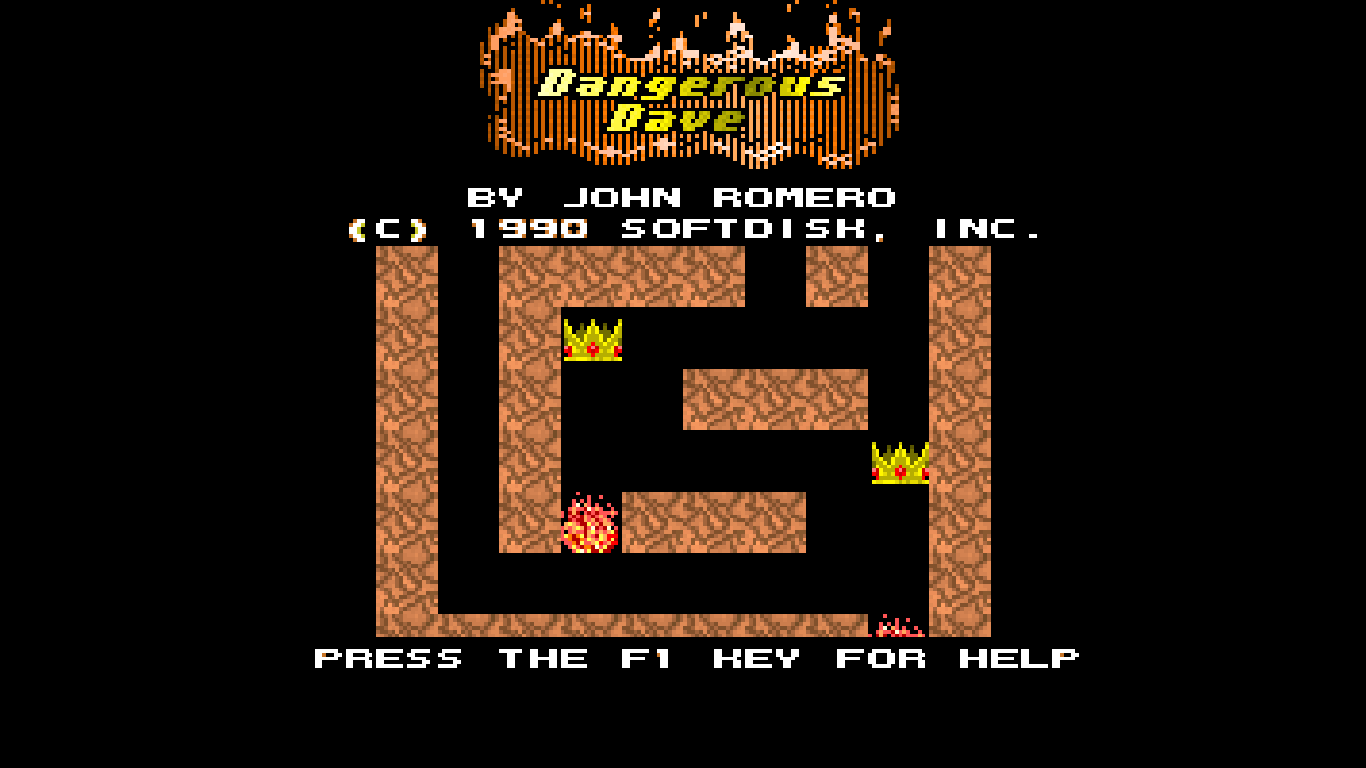 Dangerous
Dave
BY JOHN ROMERO
(C) 1990 SOFTDISK, INC.
PRESS THE F1 KEY FOR HELP